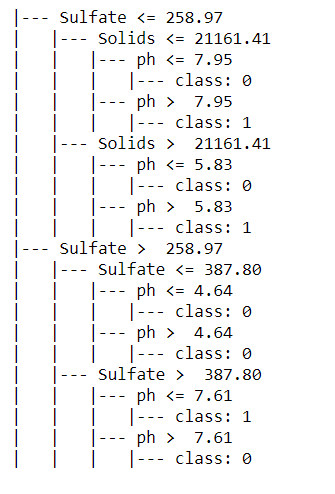 |--- Sulfate <= 258.97
|   |--- Solids <= 21161.41
|   |   |--- ph <= 7.95
|   |   |   |--- class: 0
|   |   |--- ph >  7.95
|   |   |   |--- class: 1
|   |--- Solids >  21161.41
|   |   |--- ph <= 5.83
|   |   |   |--- class: 0
|   |   |--- ph >  5.83
|   |   |   |--- class: 1
|--- Sulfate >  258.97
|   |--- Sulfate <= 387.80
|   |   |--- ph <= 4.64
|   |   |   |--- class: 0
|   |   |--- ph >  4.64
|   |   |   |--- class: 0
|   |--- Sulfate >  387.80
|   |   |--- ph <= 7.61
|   |   |   |--- class: 1
|   |   |--- ph >  7.61
|   |   |   |--- class: 0